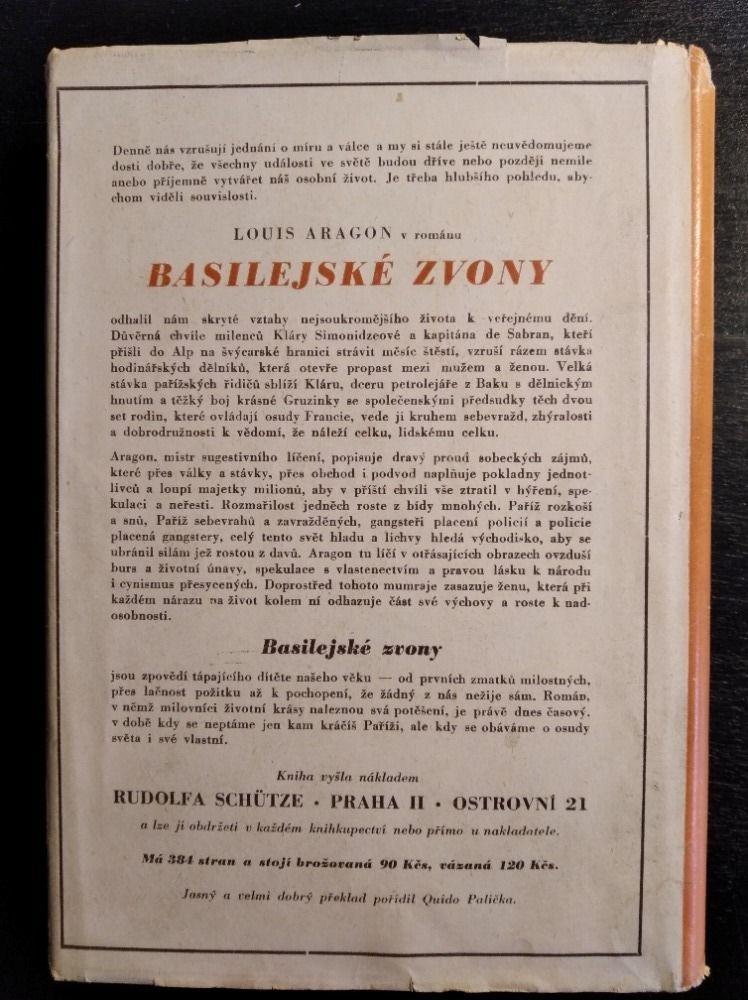 Denně nás vzrušují jednání o míru a válce a my si stále ještě neuvědomujeme
dosti dobře, že všechny události ve světě budou dříve nebo později nemile
anebo příjemně vytvářet náš osobní život. Je třeba hlubšího pohledu, aby-
chom viděli souvislosti.
LOUIS ARAGON v románu
BASILEJSKÉ ZVONY
odhalil nám skryté vztahy nejsoukromějšího života k veřejnému dění.
Důvěrná chvíle milenců Kláry Simonidzeové a kapitána de Sabran, kteří
přišli do Alp na švýcarské hranici strávit měsíc štěstí, vzruší rázem stávka
hodinářských dělníků, která otevře propast mezi mužem a ženou. Velká
stávka pařížských řidičů sblíží Kláru, dceru petrolejáře z Baku s dělnickým
hnutím a těžký boj krásné Gruzinky se společenskými předsudky těch dvou
set rodin, které ovládají osudy Francie, vede ji kruhem sebevražd, zhýralosti
a dobrodružnosti k vědomí, že náleží celku, lidskému celku.
Aragon, mistr sugestivního líčení, popisuje dravý proud sobeckých zájmů,
které přes války a stávky, přes obchod i podvod naplňuje pokladny jednot-
livců a loupí majetky milionů, aby v příští chvíli vše ztratil v hýření, spe-
kulaci a neřesti. Rozmařilost jedněch roste z bídy mnohých. Paříž rozkoší
a snů, Paříž sebevrahů a zavražděných, gangsteři placení policií a policie
placená gangstery, celý tento svět hladu a lichvy hledá východisko, aby se
ubránil silám jež rostou z davů. Aragon tu líčí v otřásajících obrazech ovzduší
burs a životní únavy, spekulace s vlastenectvím a pravou lásku k národu
i cynismus přesycených. Doprostřed tohoto mumraje zasazuje ženu, která při
každém nárazu na život kolem ní odhazuje část své výchovy a roste k nad-
osobnosti.
Basilejské zvony
jsou zpovědí tápajícího dítěte našeho věku — od prvních zmatků milostných,
přes lačnost požitku až k pochopení, že žádný z nás nežije sám. Román,
v němž milovníci životní krásy naleznou svá potěšení, je právě dnes časový,
v době kdy se neptáme jen kam kráčíš Paříži, ale kdy se obáváme o osudy
světa i své vlastní.
Kniha vyšla nákladem
RUDOLFA SCHÜTZE • PRAHA II • OSTROVNÍ 21
a lze ji obdržeti v každém knihkupectví nebo přímo u nakladatele.
Má 384 stran a stojí brožovaná 90 Kčs, vázaná 120 Kčs.
Jasný a velmi dobrý překlad pořídil Quido Palička.